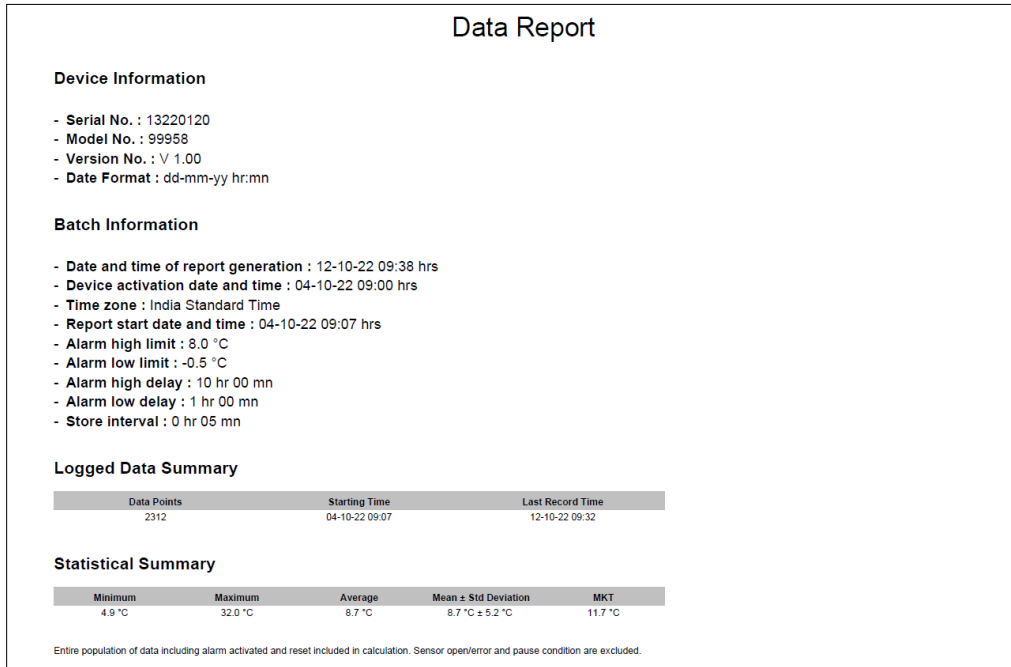 Data Report
Device Information
- Serial No. : 13220120
- Model No. : 99958
- Version No. : V 1.00
- Date Format : dd-mm-yy hr:mn
Batch Information
- Date and time of report generation : 12-10-22 09:38 hrs
- Device activation date and time : 04-10-22 09:00 hrs
- Time zone : India Standard Time
- Report start date and time : 04-10-22 09:07 hrs
- Alarm high limit : 8.0 °C
- Alarm low limit : -0.5 °C
- Alarm high delay : 10 hr 00 mn
- Alarm low delay : 1 hr 00 mn
- Store interval : 0 hr 05 mn
Logged Data Summary
Data Points Starting Time Last Record Time
2312 04-10-22 09:07 12-10-22 09:32
Statistical Summary
Minimum Maximum Average Mean ± Std Deviation MKT
4.9 °C 32.0 °C 8.7 °C 8.7 °C ± 5.2 °C 11.7 °C
Entire population of data including alarm activated and reset included in calculation. Sensor open/error and pause condition are excluded.